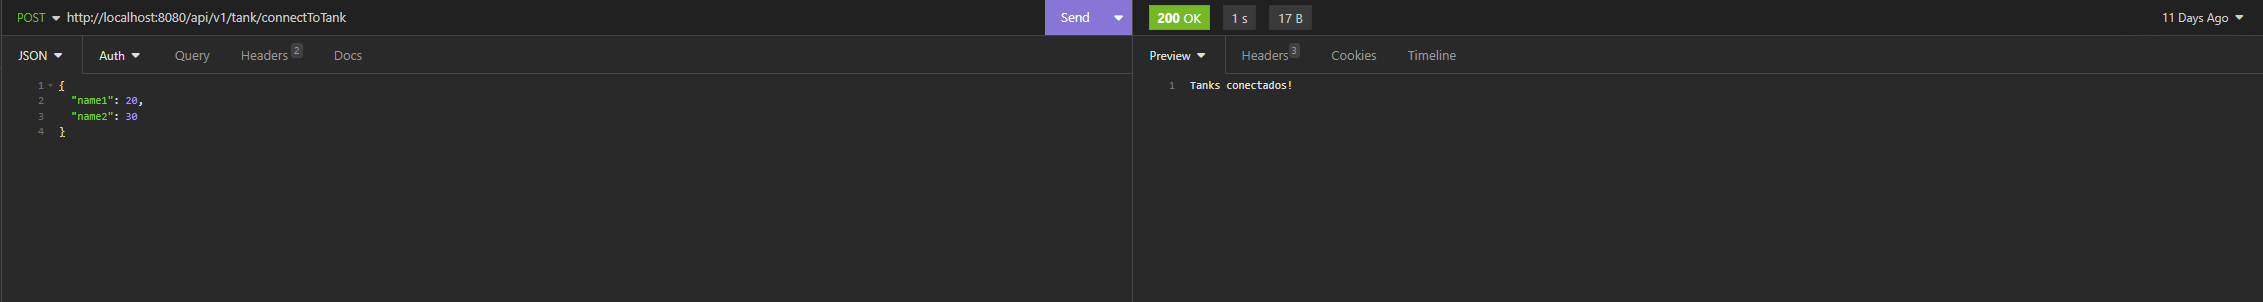 POST http://localhost:8080/api/v1/tank/connectToTank Send 200 OK 1 s 17 B 11 Days Ago
JSON Auth Query Headers 2 Docs Preview Headers 3 Cookies Timeline
1 {
2 "name1": 20,
3 "name2": 30
4 }
1 Tanks conectados!